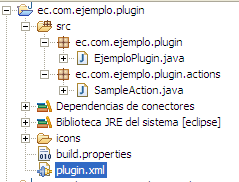 ec.com.ejemplo.plugin
src
ec.com.ejemplo.plugin
EjemploPlugin.java
ec.com.ejemplo.plugin.actions
SampleAction.java
Dependencias de conectores
Biblioteca JRE del sistema [eclipse]
icons
build.properties
plugin.xml